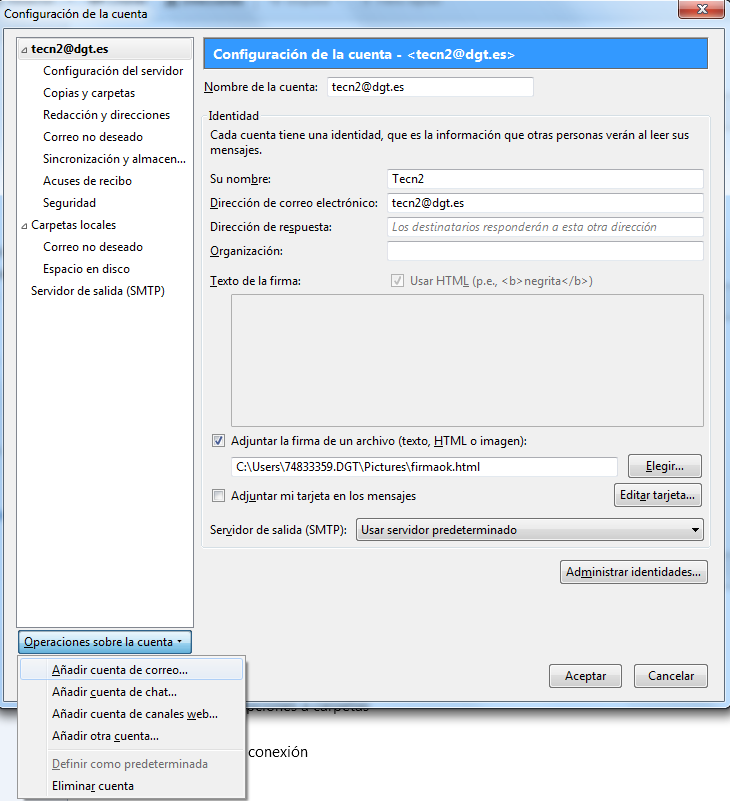 Configuración de la cuenta
tecn2@dgt.es
Configuración del servidor
Copias y carpetas
Redacción y direcciones
Correo no deseado
Sincronización y almacen...
Acuses de recibo
Seguridad
Carpetas locales
Correo no deseado
Espacio en disco
Servidor de salida (SMTP)
Configuración de la cuenta - <tecn2@dgt.es>
Nombre de la cuenta: tecn2@dgt.es
Identidad
Cada cuenta tiene una identidad, que es la información que otras personas verán al leer sus
mensajes.
Su nombre: Tecn2
Dirección de correo electrónico: tecn2@dgt.es
Dirección de respuesta: Los destinatarios responderán a esta otra dirección
Organización:
Texto de la firma: Usar HTML (p.e., <b>negrita</b>)
Adjuntar la firma de un archivo (texto, HTML o imagen):
C:\Users\74833359.DGT\Pictures\firmaok.html Elegir...
Adjuntar mi tarjeta en los mensajes Editar tarjeta...
Servidor de salida (SMTP): Usar servidor predeterminado
Administrar identidades...
Operaciones sobre la cuenta
Añadir cuenta de correo...
Añadir cuenta de chat...
Añadir cuenta de canales web...
Añadir otra cuenta...
Definir como predeterminada
Eliminar cuenta
Aceptar Cancelar
conexión